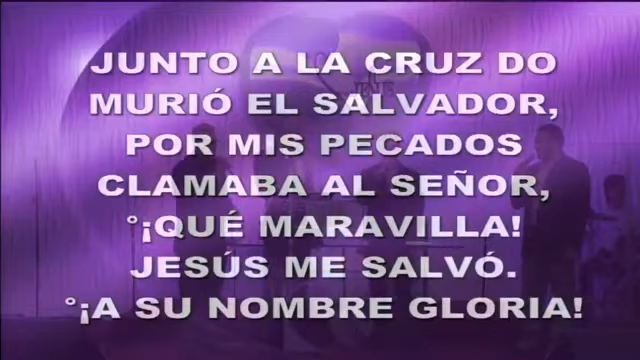 JUNTO A LA CRUZ DO
MURIÓ EL SALVADOR,
POR MIS PECADOS
CLAMABA AL SEÑOR,
°¡QUÉ MARAVILLA!
JESÚS ME SALVÓ.
°¡A SU NOMBRE GLORIA!